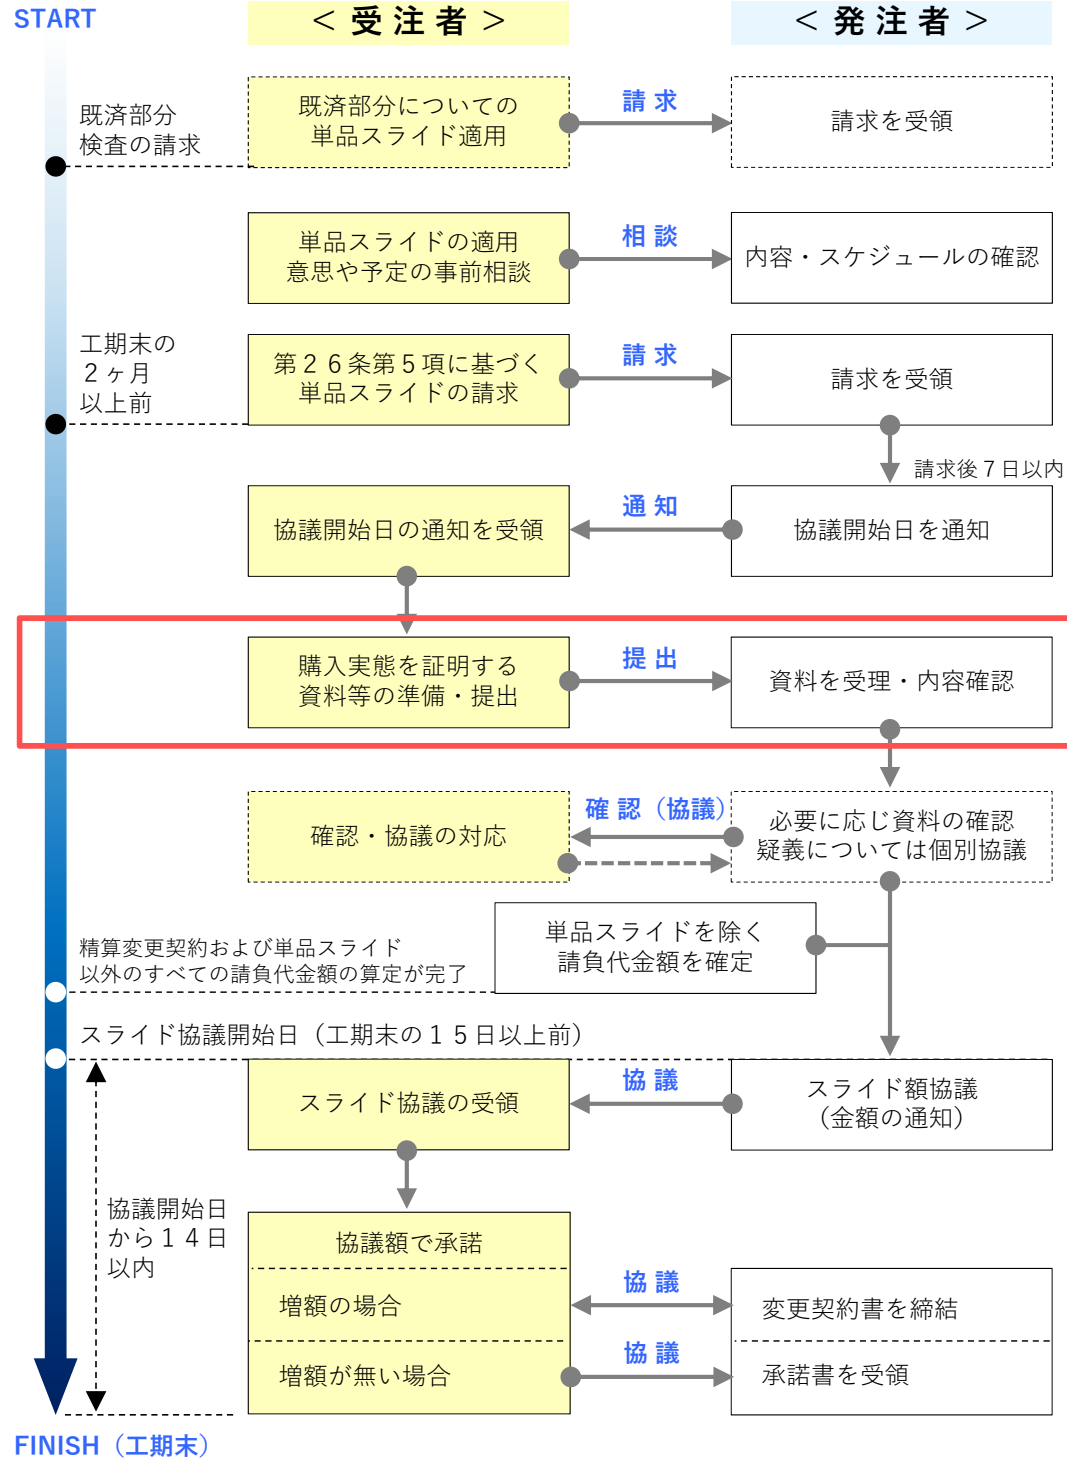 START
＜受注者＞
＜発注者＞
既済部分
検査の請求
既済部分についての
単品スライド適用
請求
請求を受領
単品スライドの適用
意思や予定の事前相談
相談
内容・スケジュールの確認
工期末の
２ヶ月
以上前
第２６条第５項に基づく
単品スライドの請求
請求
請求を受領
請求後７日以内
協議開始日の通知を受領
通知
協議開始日を通知
購入実態を証明する
資料等の準備・提出
提出
資料を受理・内容確認
確認・協議の対応
確認（協議）
必要に応じ資料の確認
疑義については個別協議
単品スライドを除く
請負代金額を確定
精算変更契約および単品スライド
以外のすべての請負代金額の算定が完了
スライド協議開始日（工期末の１５日以上前）
スライド協議の受領
協議
スライド額協議
（金額の通知）
協議開始日
から１４日
以内
協議額で承諾
増額の場合
協議
変更契約書を締結
増額が無い場合
協議
承諾書を受領
FINISH（工期末）